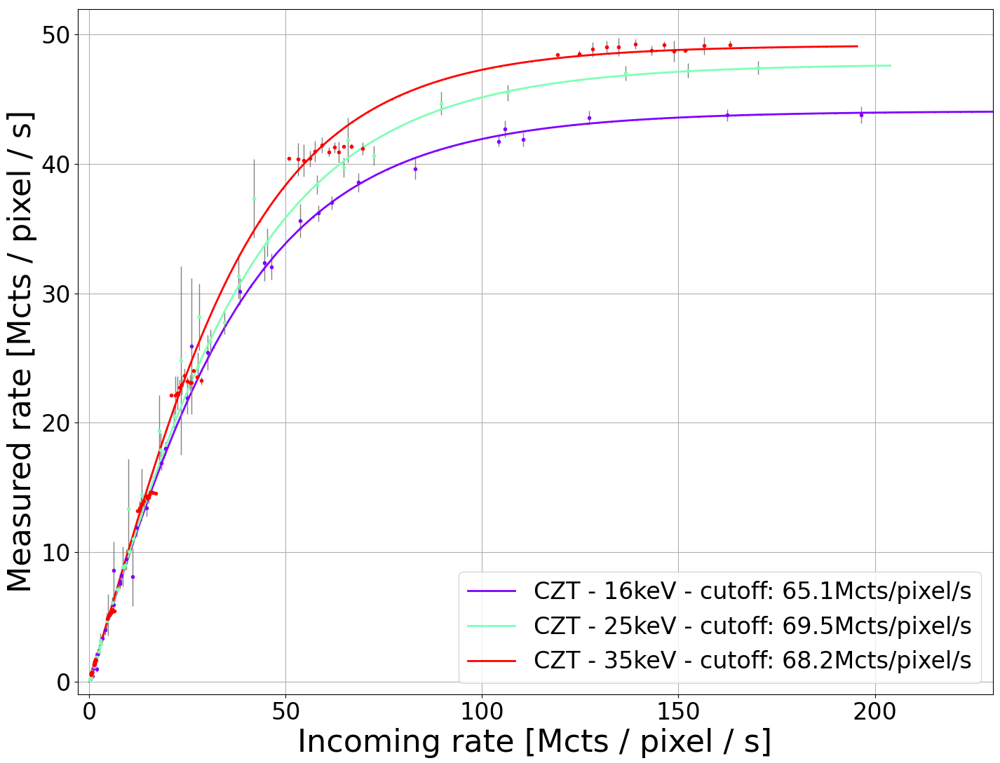 50
40
30
20
10
0
Measured rate [Mcts / pixel / s]
CZT - 16keV - cutoff: 65.1Mcts/pixel/s
CZT - 25keV - cutoff: 69.5Mcts/pixel/s
CZT - 35keV - cutoff: 68.2Mcts/pixel/s
0 50 100 150 200
Incoming rate [Mcts / pixel / s]